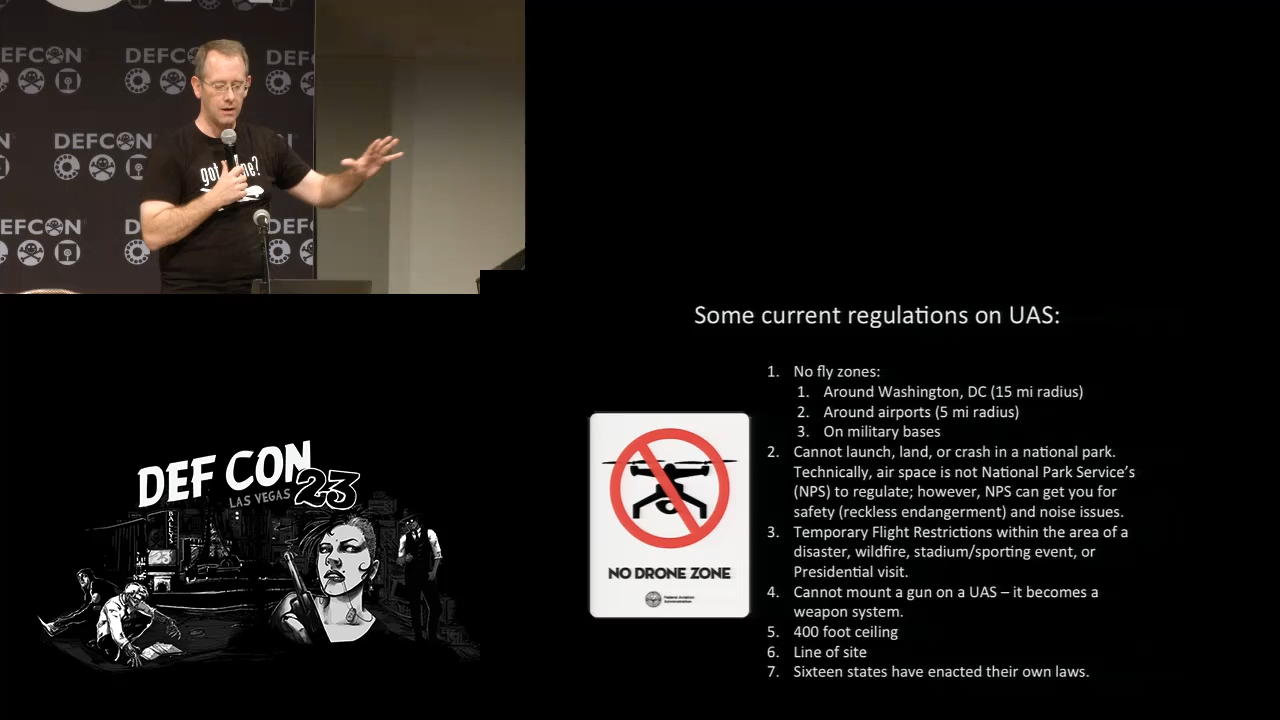 EFCON
DEFCON
DEF
N
DEFCON
N
EFCON
D
DEF
got
ne?
Some current regulations on UAS:
1. No fly zones:
1. Around Washington, DC (15 mi radius)
2. Around airports (5 mi radius)
3. On military bases
2. Cannot launch, land, or crash in a national park.
Technically, air space is not National Park Service's
(NPS) to regulate; however, NPS can get you for
safety (reckless endangerment) and noise issues.
3. Temporary Flight Restrictions within the area of a
disaster, wildfire, stadium/sporting event, or
Presidential visit.
4. Cannot mount a gun on a UAS – it becomes a
weapon system.
5. 400 foot ceiling
6. Line of site
7. Sixteen states have enacted their own laws.
NO DRONE ZONE
Federal Aviation
Administration
DEF CON
LAS VEGAS 23
BALLYS